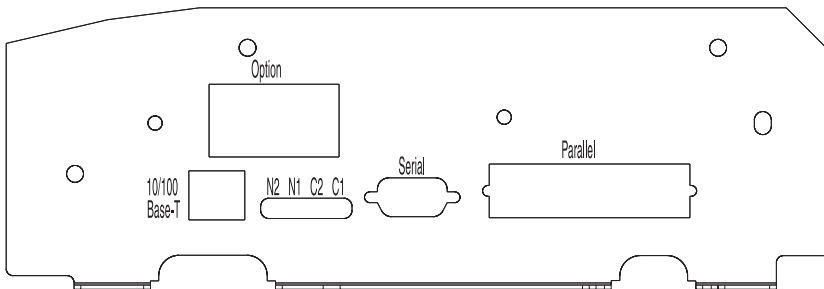 Option
Parallel
Serial
10/100
Base-T
N2 N1 C2 C1